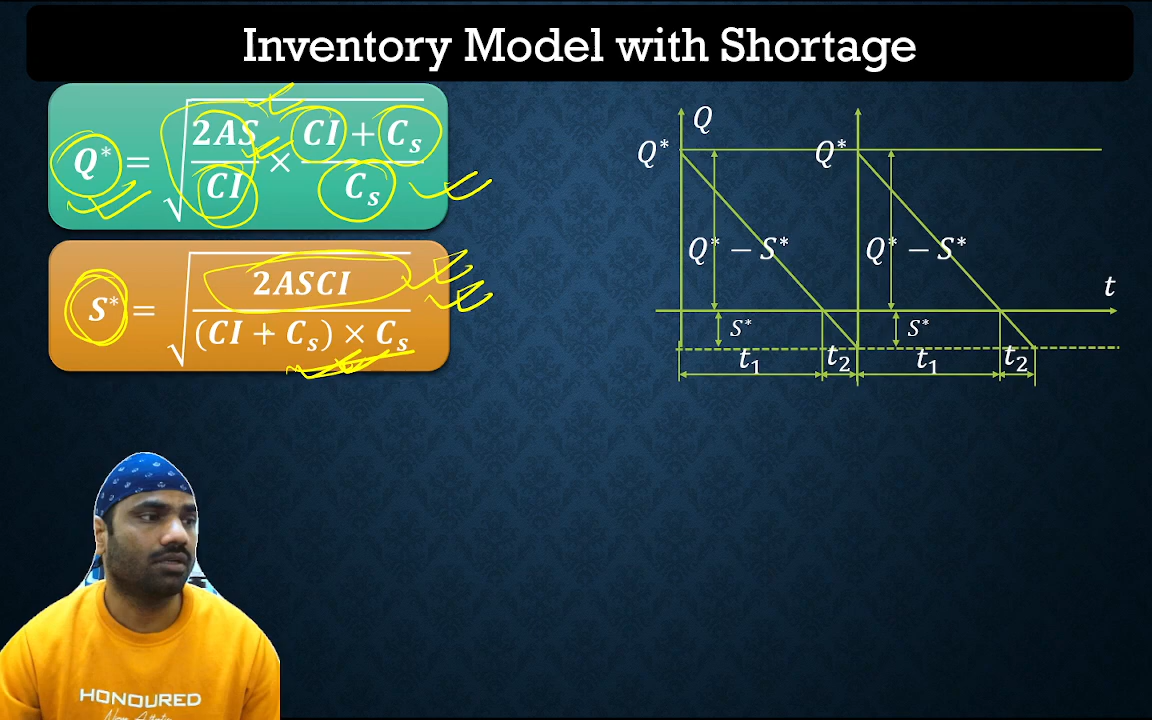 Inventory Model with Shortage
Q* = √(2AS/CI × (CI + Cₛ)/Cₛ)
S* = √(2ASCI/((CI + Cₛ) × Cₛ))
Q
Q* Q*
Q* − S* Q* − S*
t
S* S*
t₁ t₂ t₁ t₂
HONOURED